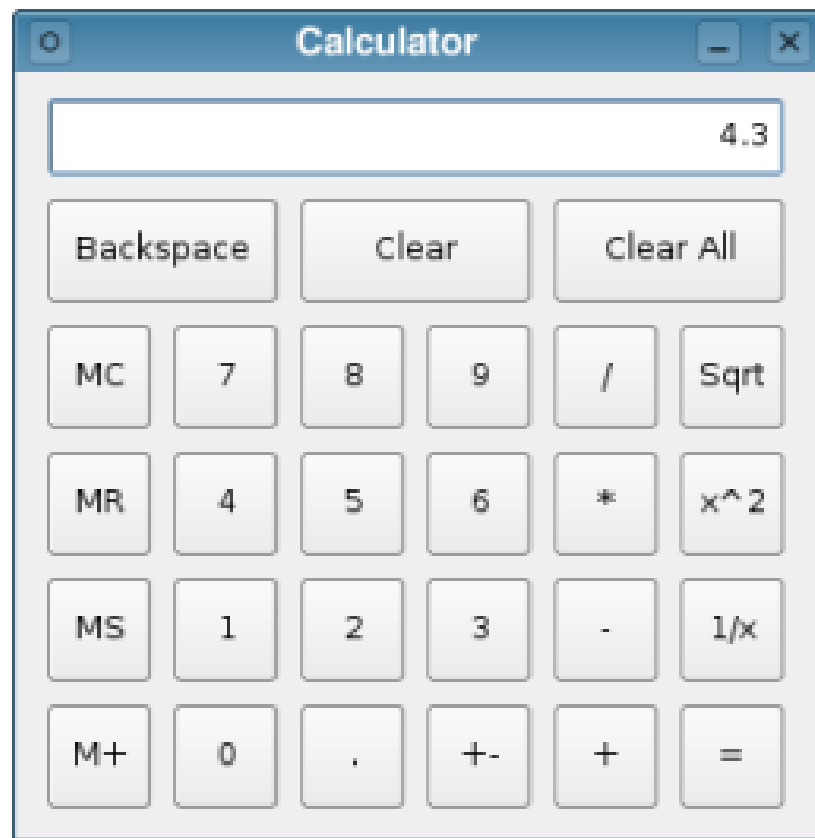 Calculator
4.3
Backspace Clear Clear All
MC 7 8 9 / Sqrt
MR 4 5 6 * x^2
MS 1 2 3 - 1/x
M+ 0 . +- + =